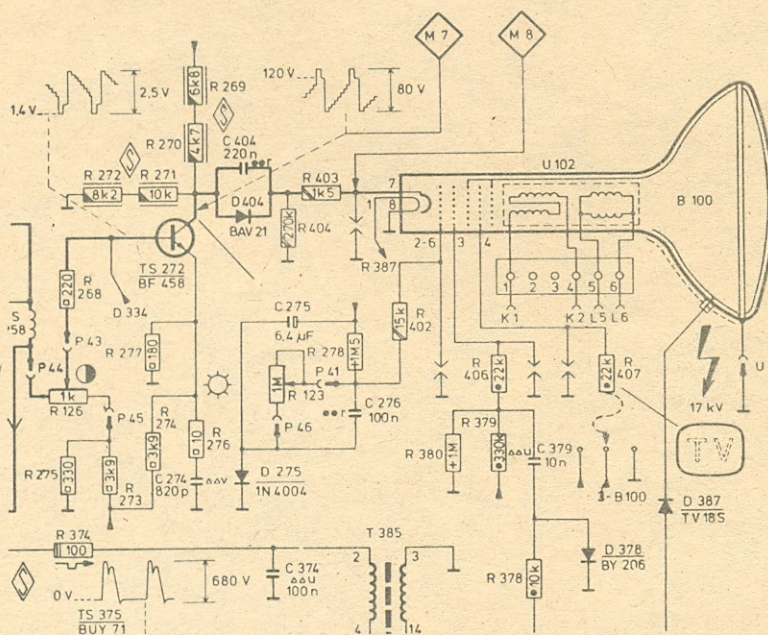 M 7
M 8
2,5 V
1,4 V
6k8
R 269
120 V
80 V
R 270
4k7
C 404
220 n
U 102
R 272
8k2
R 271
10k
R 403
1k5
7
1
8
B 100
D 404
BAV 21
270k
R 404
R 387
2-6
3
4
TS 272
BF 458
220
R
268
D 334
1
2
3
4
5
6
K 1
K 2
L 5
L 6
C 275
6,4 µF
15k
R
402
S
258
P 43
R 277
180
R 278
1M5
P 44
1M
P 41
R
123
R
406
22k
22k
R
407
U
17 kV
1k
R 126
P 45
R
274
3k9
10
R
276
P 46
C 276
100n
R 379
330k
R 380
1M
C 379
10 n
TV
R 275
330
3k9
R
273
C 274
820 p
D 275
1N 4004
3-B100
D 387
TV 18S
R 374
100
T 385
2
3
C 374
100 n
R 378
10k
D 378
BY 206
0 V
680 V
TS 375
BUY 71
4
14